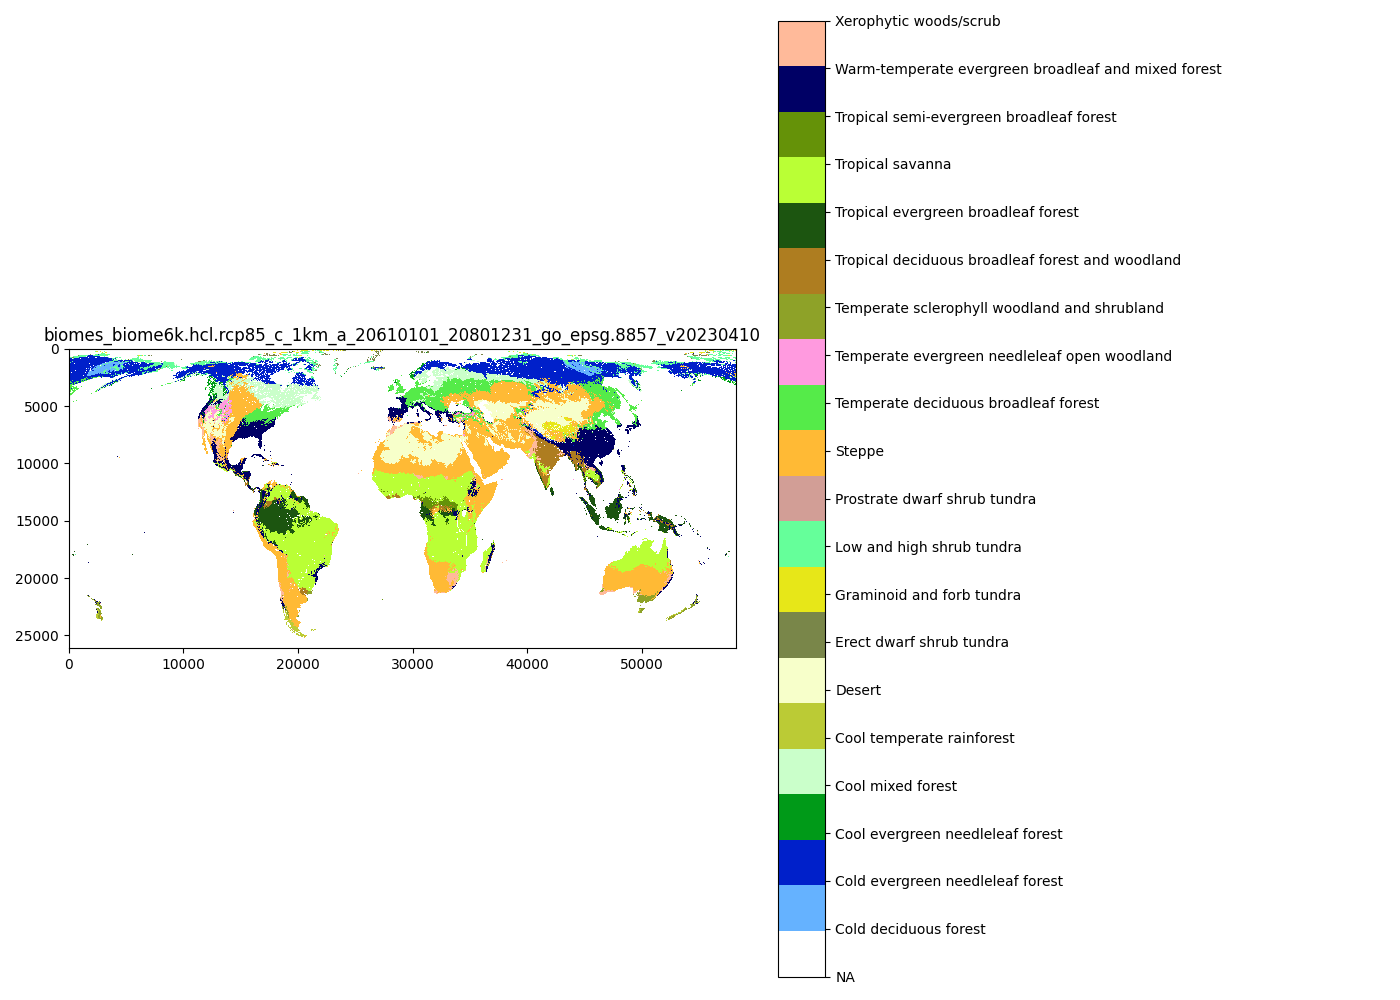 biomes_biome6k.hcl.rcp85_c_1km_a_20610101_20801231_go_epsg.8857_v20230410
0
5000
10000
15000
20000
25000
0 10000 20000 30000 40000 50000
Xerophytic woods/scrub
Warm-temperate evergreen broadleaf and mixed forest
Tropical semi-evergreen broadleaf forest
Tropical savanna
Tropical evergreen broadleaf forest
Tropical deciduous broadleaf forest and woodland
Temperate sclerophyll woodland and shrubland
Temperate evergreen needleleaf open woodland
Temperate deciduous broadleaf forest
Steppe
Prostrate dwarf shrub tundra
Low and high shrub tundra
Graminoid and forb tundra
Erect dwarf shrub tundra
Desert
Cool temperate rainforest
Cool mixed forest
Cool evergreen needleleaf forest
Cold evergreen needleleaf forest
Cold deciduous forest
NA